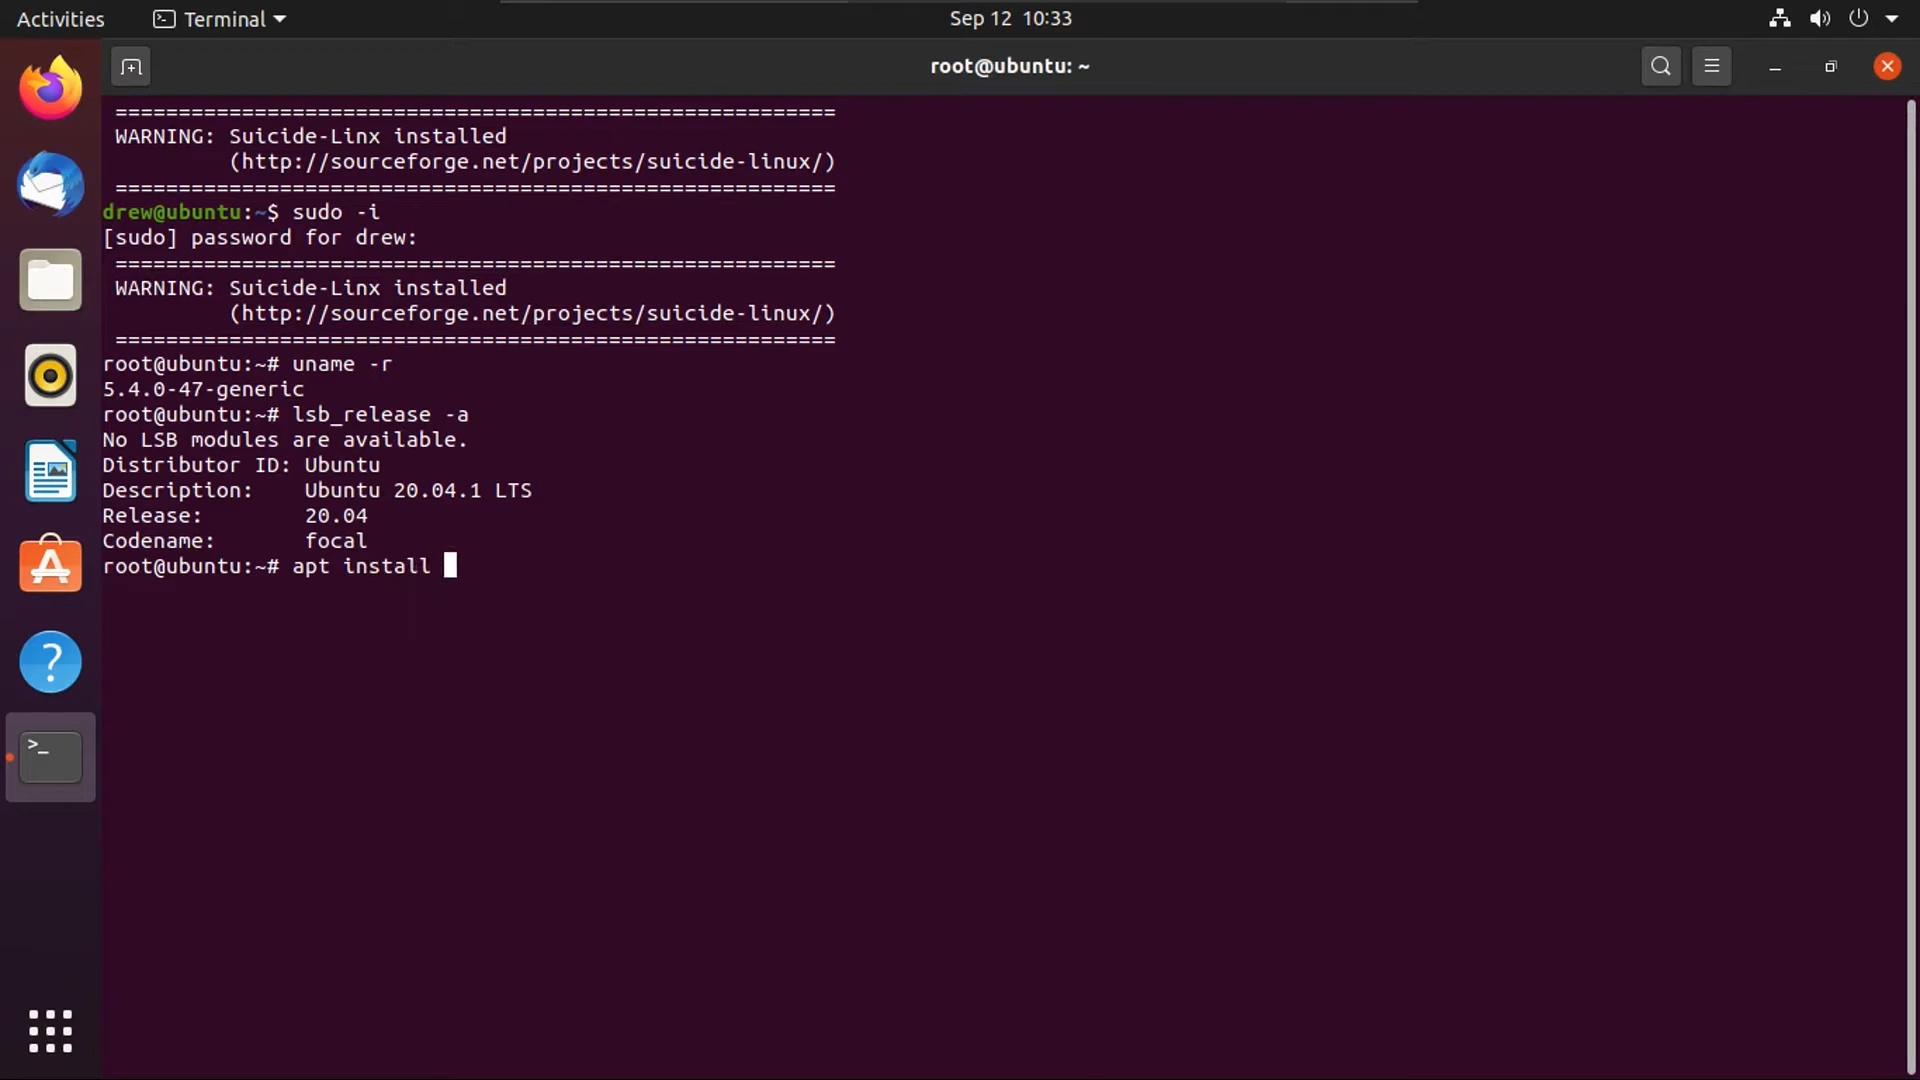 Activities Terminal Sep 12 10:33
root@ubuntu: ~
=========================================================
WARNING: Suicide-Linx installed
(http://sourceforge.net/projects/suicide-linux/)
=========================================================
drew@ubuntu:~$ sudo -i
[sudo] password for drew:
=========================================================
WARNING: Suicide-Linx installed
(http://sourceforge.net/projects/suicide-linux/)
=========================================================
root@ubuntu:~# uname -r
5.4.0-47-generic
root@ubuntu:~# lsb_release -a
No LSB modules are available.
Distributor ID: Ubuntu
Description: Ubuntu 20.04.1 LTS
Release: 20.04
Codename: focal
root@ubuntu:~# apt install